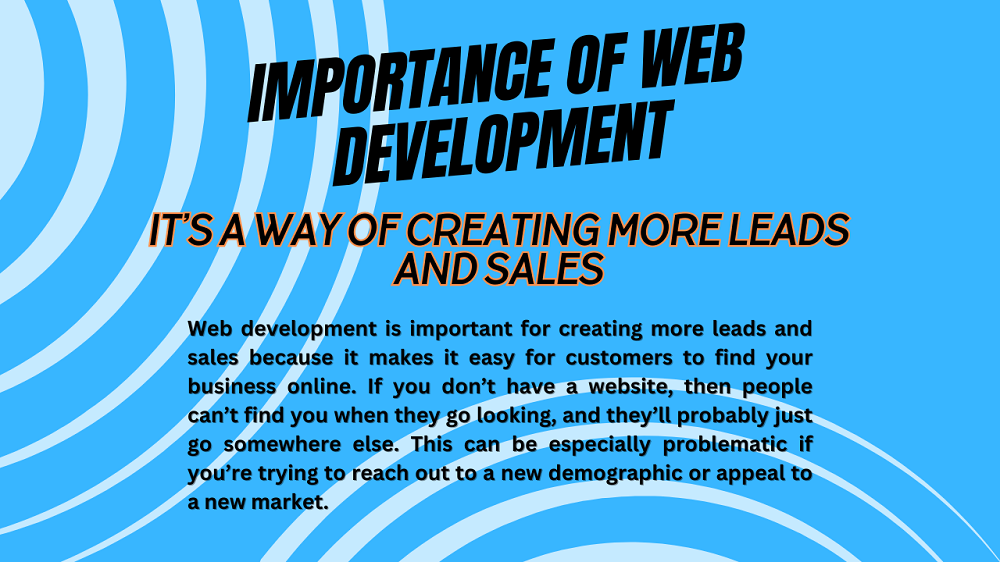 IMPORTANCE OF WEB
DEVELOPMENT
IT'S A WAY OF CREATING MORE LEADS
AND SALES
Web development is important for creating more leads and
sales because it makes it easy for customers to find your
business online. If you don't have a website, then people
can't find you when they go looking, and they'll probably just
go somewhere else. This can be especially problematic if
you're trying to reach out to a new demographic or appeal to
a new market.